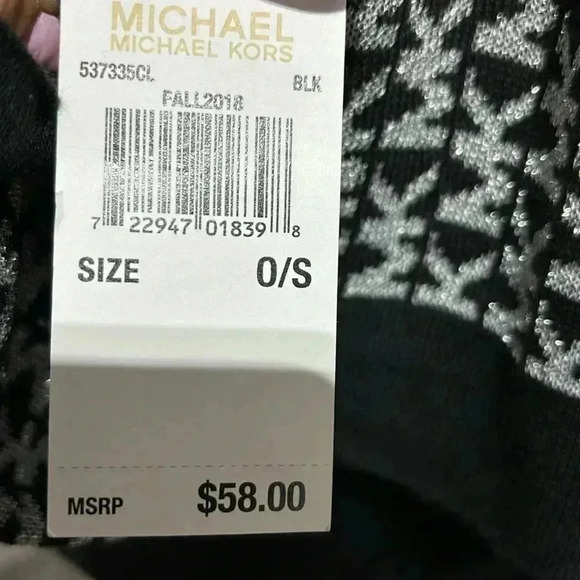 MICHAEL
MICHAEL KORS
537335CL BLK
FALL2018
7 22947 01839 8
SIZE O/S
MSRP $58.00